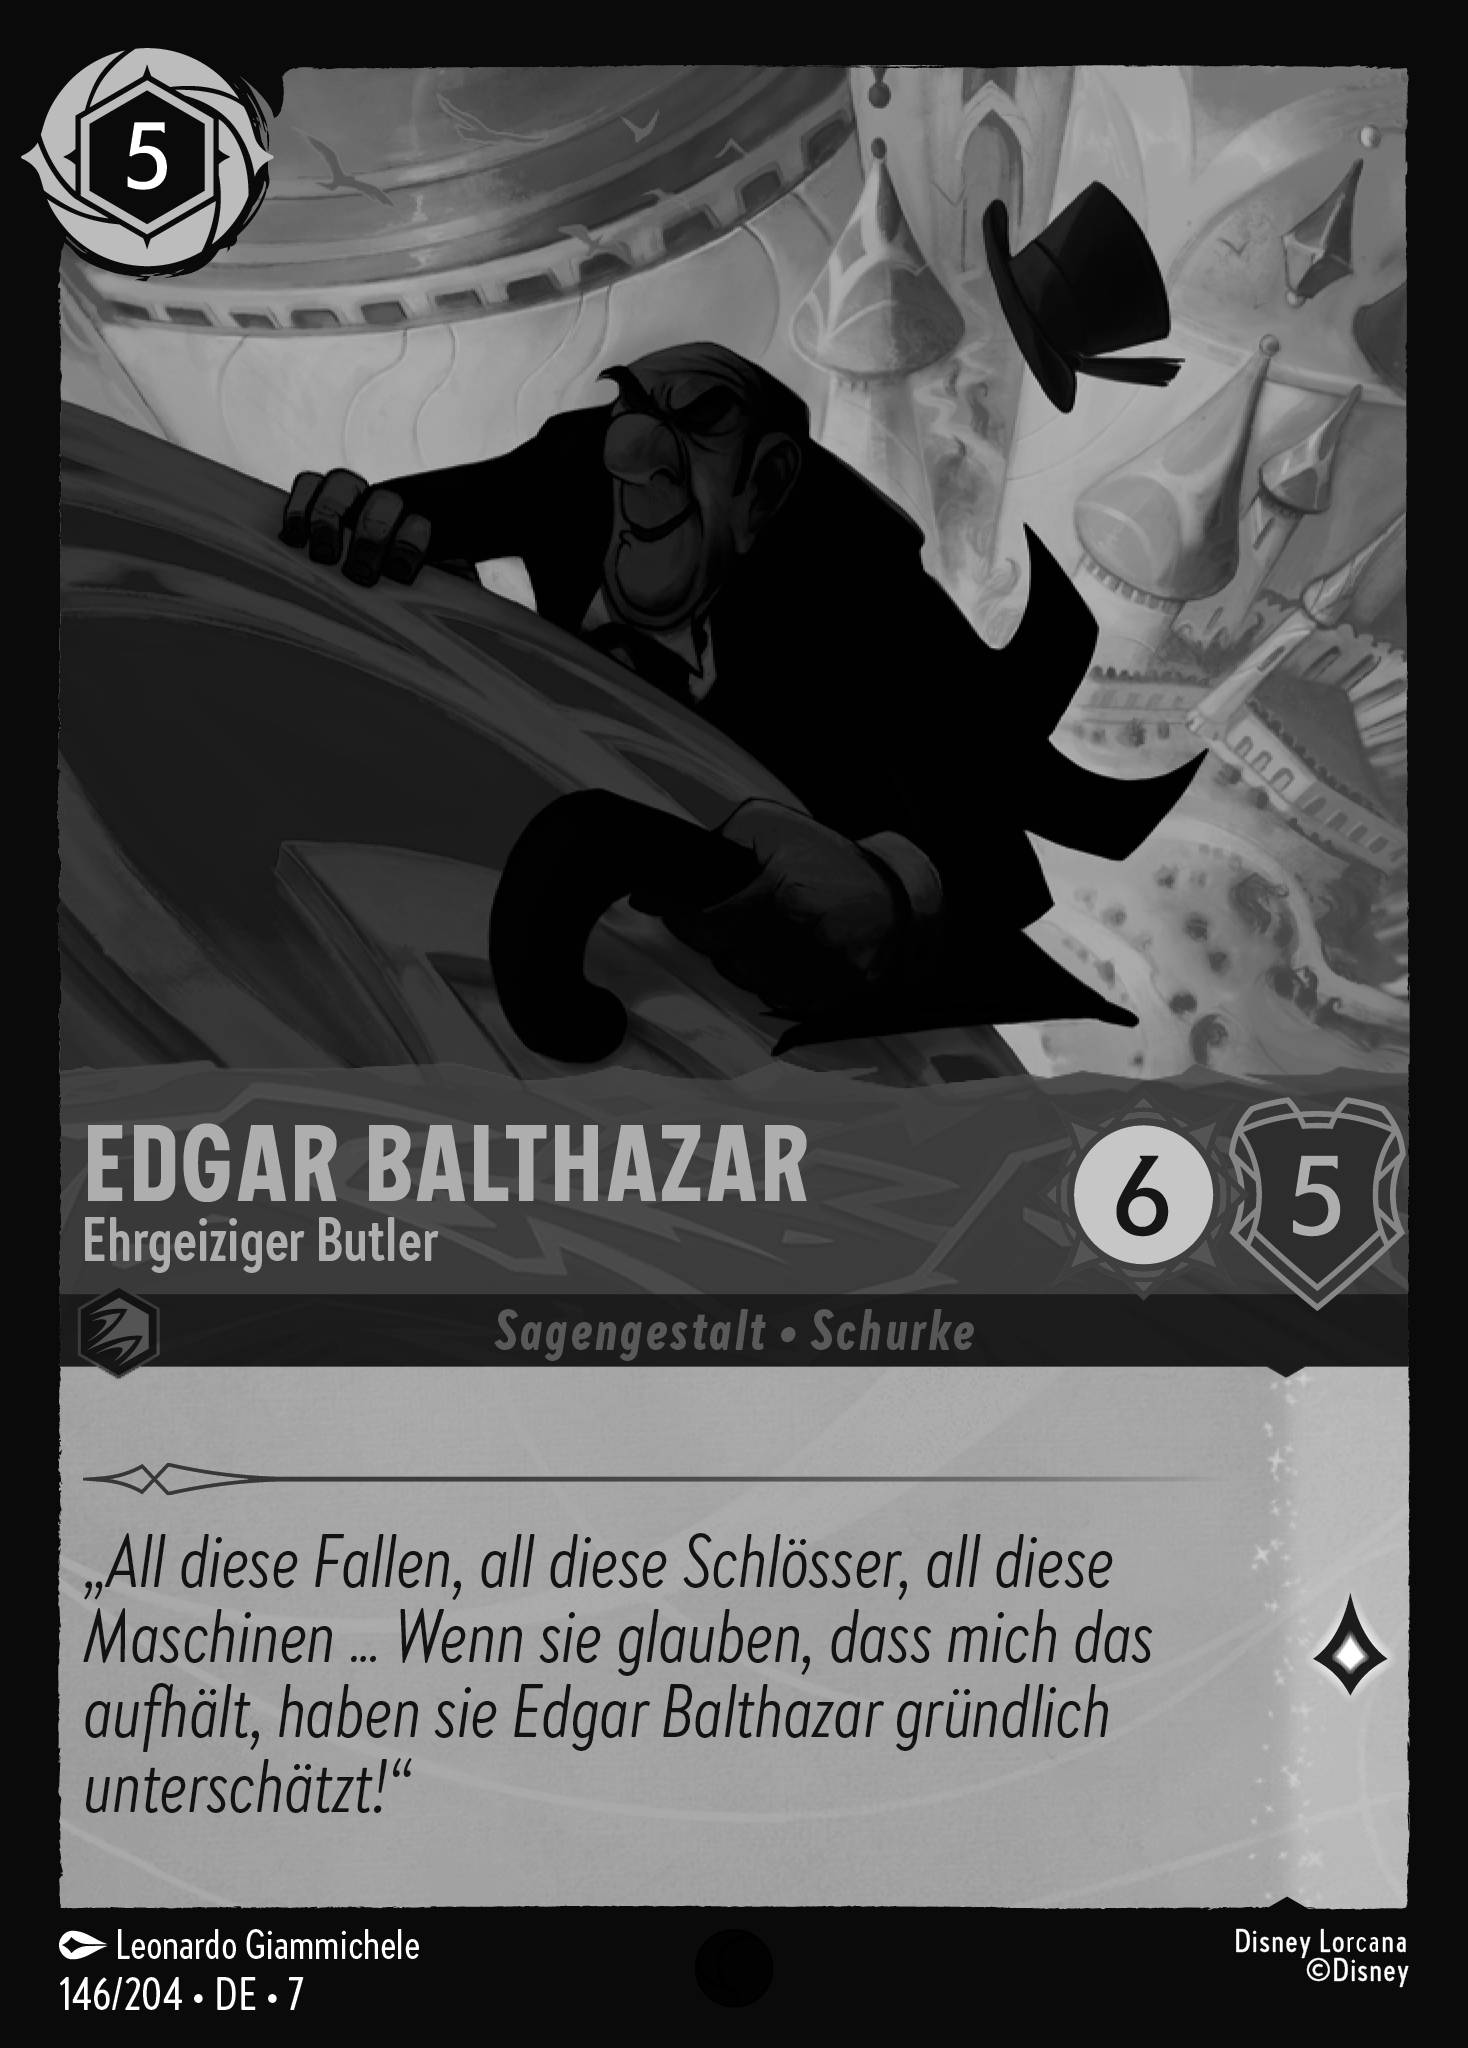 5
EDGAR BALTHAZAR
Ehrgeiziger Butler
6
5
Sagengestalt • Schurke
„All diese Fallen, all diese Schlösser, all diese
Maschinen ... Wenn sie glauben, dass mich das
aufhält, haben sie Edgar Balthazar gründlich
unterschätzt!“
Leonardo Giammichele
146/204 • DE • 7
Disney Lorcana
©Disney